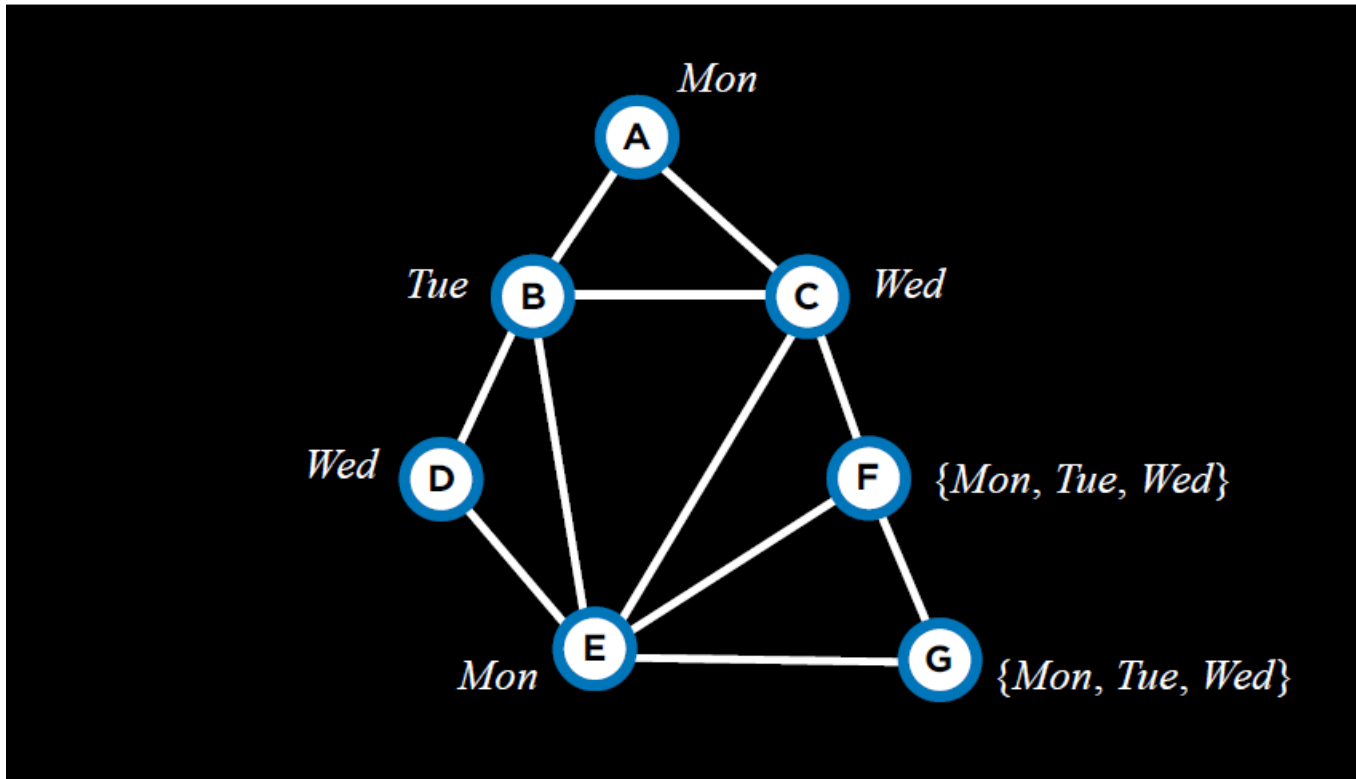 Mon
A
Tue
B
C
Wed
Wed
D
F
{Mon, Tue, Wed}
Mon
E
G
{Mon, Tue, Wed}